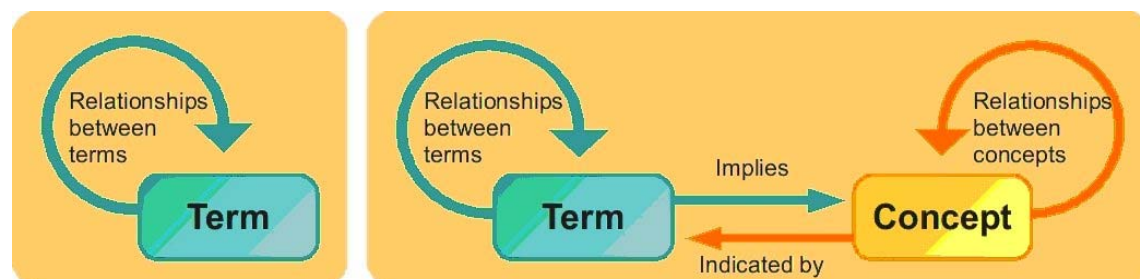 Relationships
between
terms
Term
Relationships
between
terms
Term
Implies
Indicated by
Relationships
between
concepts
Concept